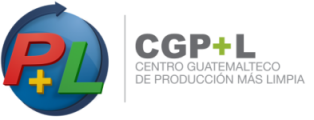 P+L
CGP+L
CENTRO GUATEMALTECO
DE PRODUCCIÓN MÁS LIMPIA